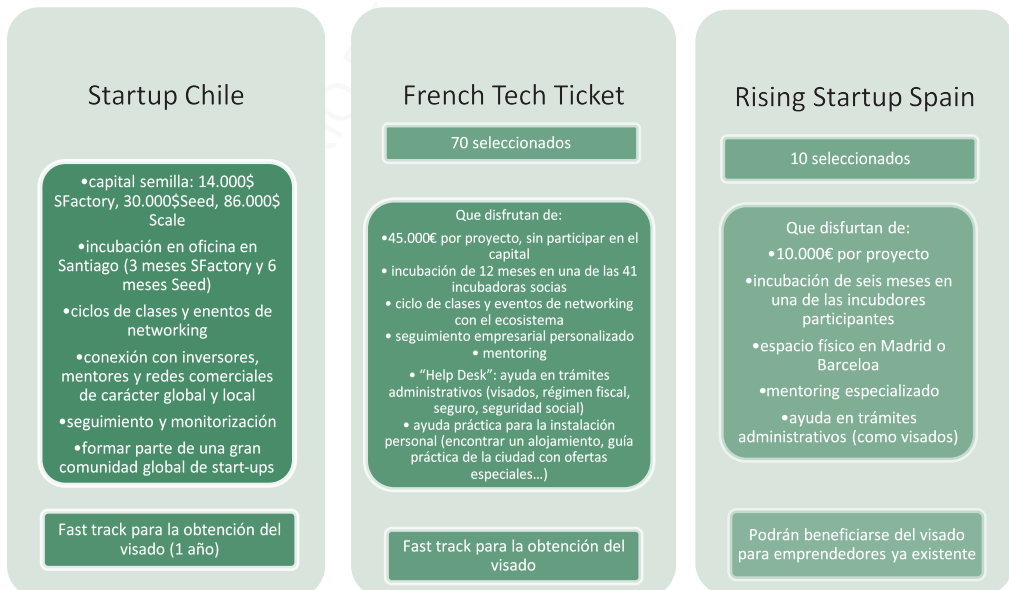 Startup Chile
•capital semilla: 14.000$
SFactory, 30.000$Seed, 86.000$
Scale
•incubación en oficina en
Santiago (3 meses SFactory y 6
meses Seed)
•ciclos de clases y enentos de
networking
•conexión con inversores,
mentores y redes comerciales
de carácter global y local
•seguimiento y monitorización
•formar parte de una gran
comunidad global de start-ups
Fast track para la obtención del
visado (1 año)
French Tech Ticket
70 seleccionados
Que disfrutan de:
•45.000€ por proyecto, sin participar en el
capital
• incubación de 12 meses en una de las 41
incubadoras socias
• ciclo de clases y eventos de networking
con el ecosistema
• seguimiento empresarial personalizado
• mentoring
• “Help Desk”: ayuda en trámites
administrativos (visados, régimen fiscal,
seguro, seguridad social)
• ayuda práctica para la instalación
personal (encontrar un alojamiento, guía
práctica de la ciudad con ofertas
especiales…)
Fast track para la obtención del
visado
Rising Startup Spain
10 seleccionados
Que disfurtan de:
•10.000€ por proyecto
•incubación de seis meses en
una de las incubdores
participantes
•espacio físico en Madrid o
Barceloa
•mentoring especializado
•ayuda en trámites
administrativos (como visados)
Podrán beneficiarse del visado
para emprendedores ya existente